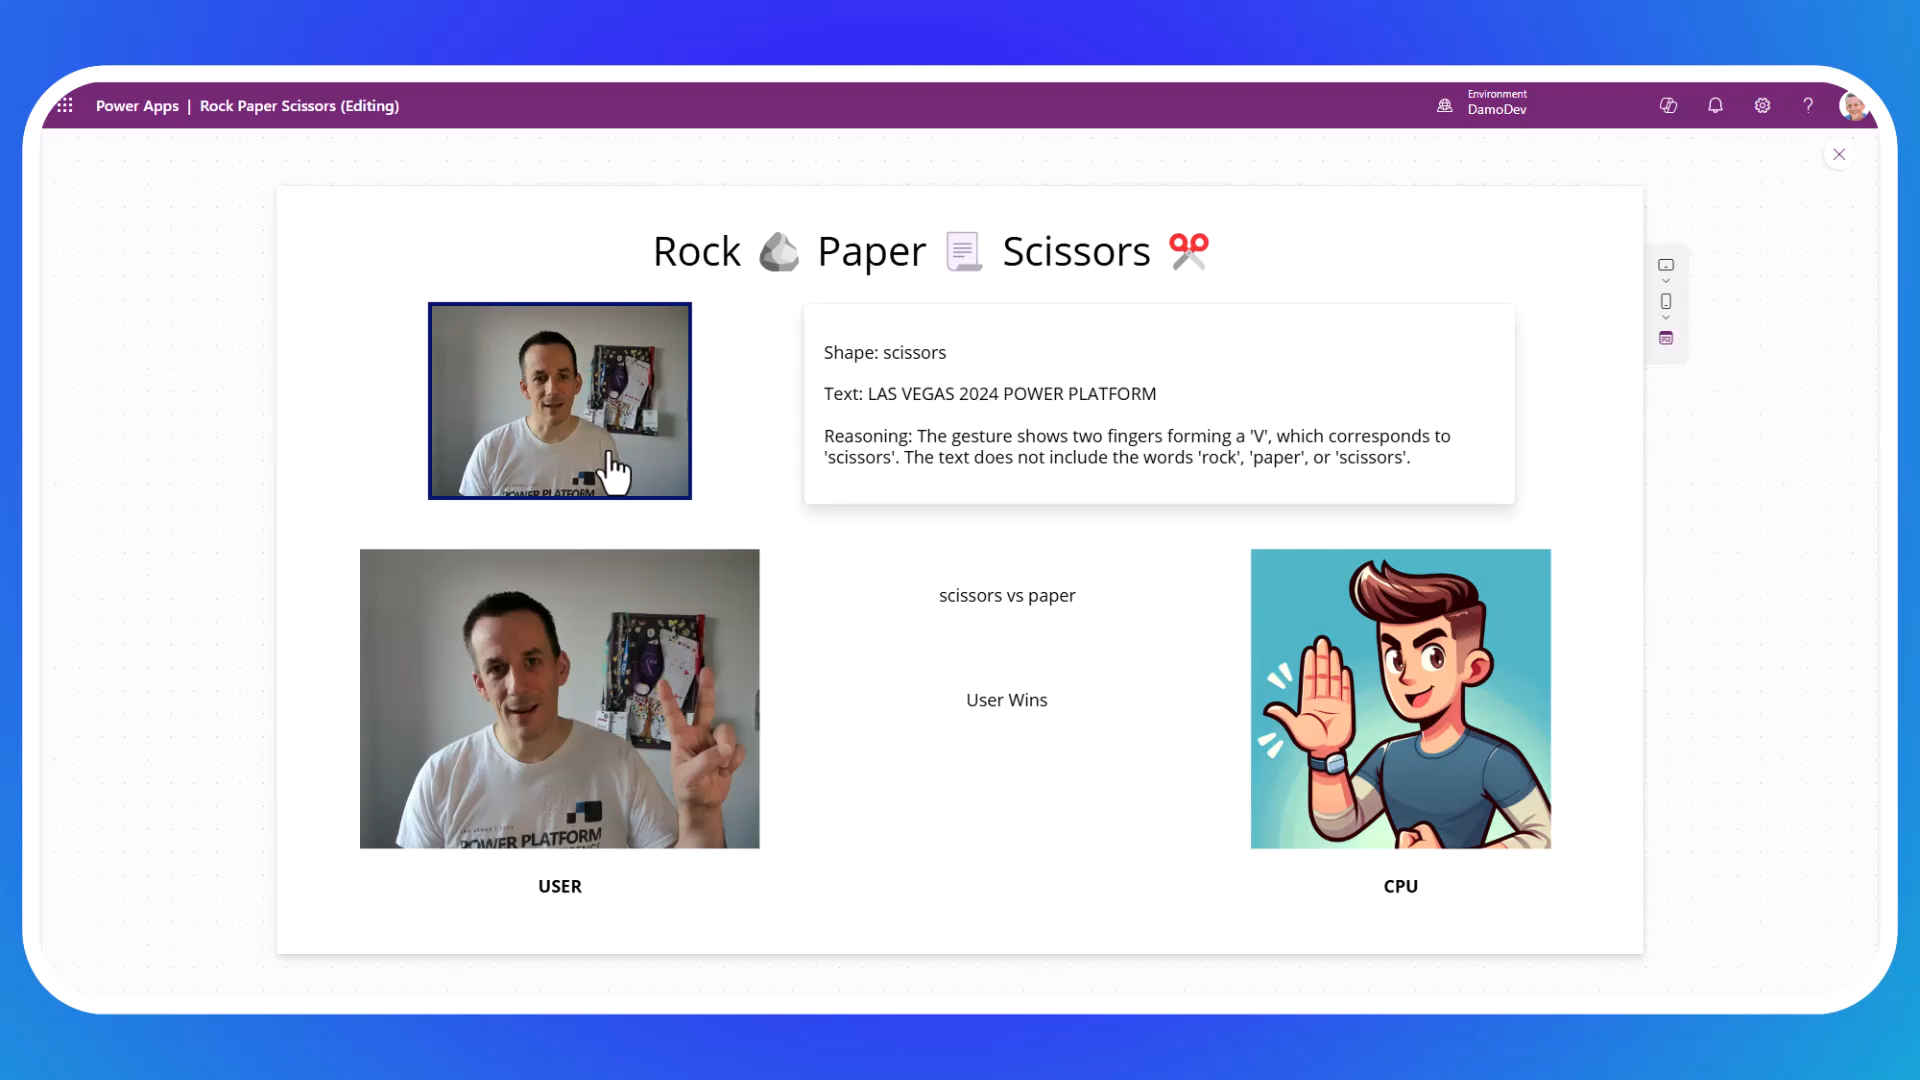 Power Apps | Rock Paper Scissors (Editing)
Environment
DamoDev
Rock Paper Scissors
Shape: scissors
Text: LAS VEGAS 2024 POWER PLATFORM
Reasoning: The gesture shows two fingers forming a 'V', which corresponds to
'scissors'. The text does not include the words 'rock', 'paper', or 'scissors'.
POWER PLATFORM
scissors vs paper
User Wins
POWER PLATFORM
USER
CPU